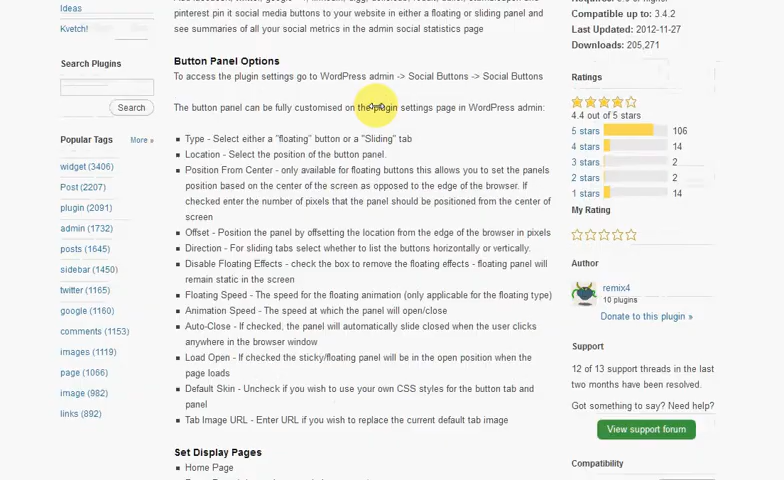 Ideas
Kvetch!
Search Plugins
Search
Popular Tags More »
widget (3406)
Post (2207)
plugin (2091)
admin (1732)
posts (1645)
sidebar (1450)
twitter (1165)
google (1160)
comments (1153)
images (1119)
page (1066)
image (982)
links (892)
pinterest pin it social media buttons to your website in either a floating or sliding panel and
see summaries of all your social metrics in the admin social statistics page
Button Panel Options
To access the plugin settings go to WordPress admin -> Social Buttons -> Social Buttons
The button panel can be fully customised on the plugin settings page in WordPress admin:
Type - Select either a "floating" button or a "Sliding" tab
Location - Select the position of the button panel.
Position From Center - only available for floating buttons this allows you to set the panels
position based on the center of the screen as opposed to the edge of the browser. If
checked enter the number of pixels that the panel should be positioned from the center of
screen
Offset - Position the panel by offsetting the location from the edge of the browser in pixels
Direction - For sliding tabs select whether to list the buttons horizontally or vertically.
Disable Floating Effects - check the box to remove the floating effects - floating panel will
remain static in the screen
Floating Speed - The speed for the floating animation (only applicable for the floating type)
Animation Speed - The speed at which the panel will open/close
Auto-Close - If checked, the panel will automatically slide closed when the user clicks
anywhere in the browser window
Load Open - If checked the sticky/floating panel will be in the open position when the
page loads
Default Skin - Uncheck if you wish to use your own CSS styles for the button tab and
panel
Tab Image URL - Enter URL if you wish to replace the current default tab image
Set Display Pages
Home Page
Compatible up to: 3.4.2
Last Updated: 2012-11-27
Downloads: 205,271
Ratings
4.4 out of 5 stars
5 stars 106
4 stars 14
3 stars 2
2 stars 2
1 stars 14
My Rating
Author
remix4
10 plugins
Donate to this plugin »
Support
12 of 13 support threads in the last
two months have been resolved.
Got something to say? Need help?
View support forum
Compatibility